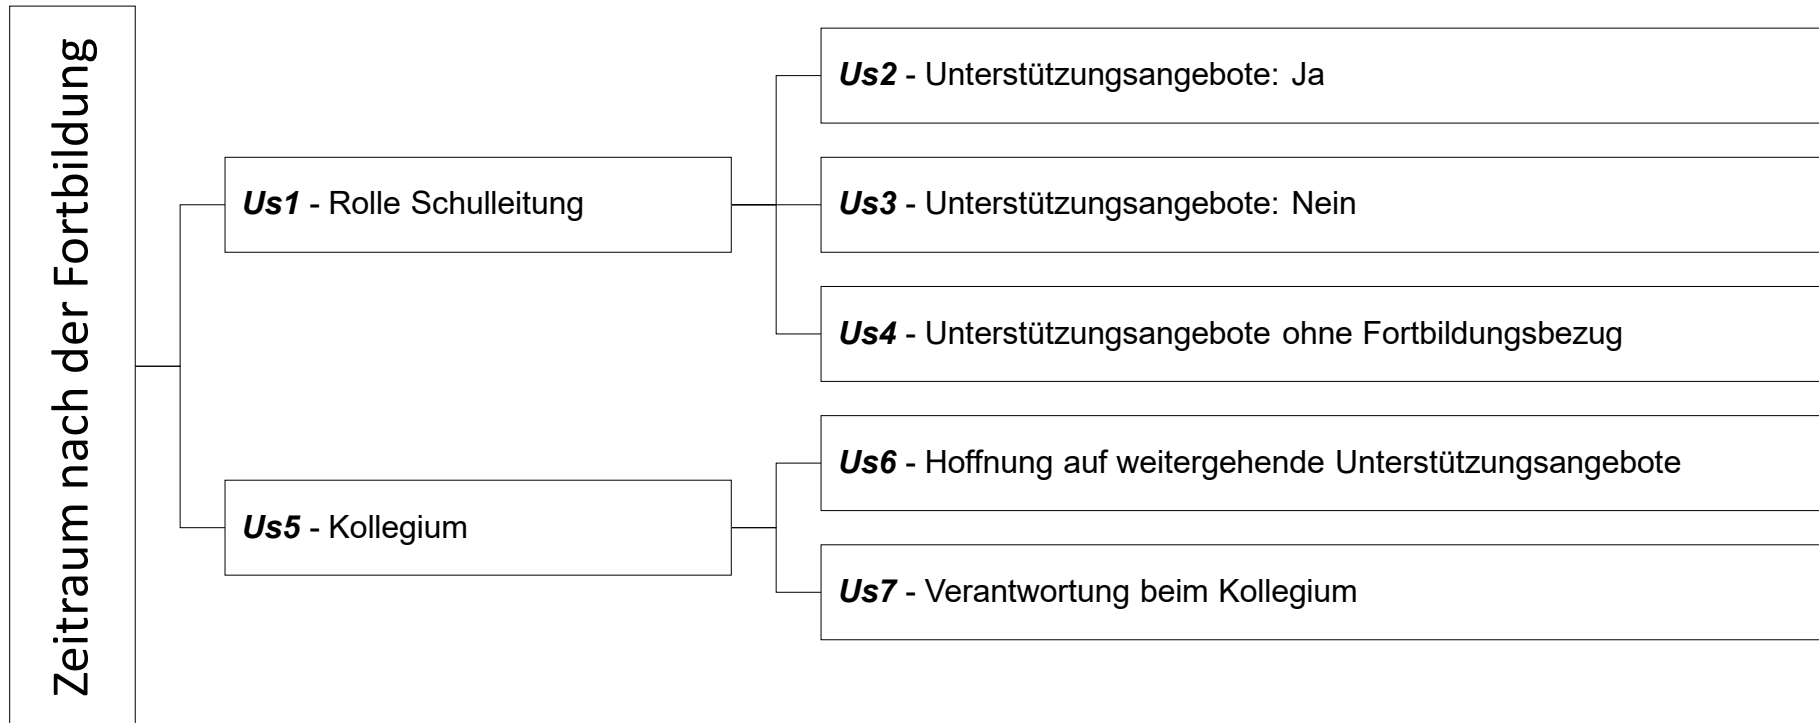 Zeitraum nach der Fortbildung
Us1 - Rolle Schulleitung
Us2 - Unterstützungsangebote: Ja
Us3 - Unterstützungsangebote: Nein
Us4 - Unterstützungsangebote ohne Fortbildungsbezug
Us5 - Kollegium
Us6 - Hoffnung auf weitergehende Unterstützungsangebote
Us7 - Verantwortung beim Kollegium